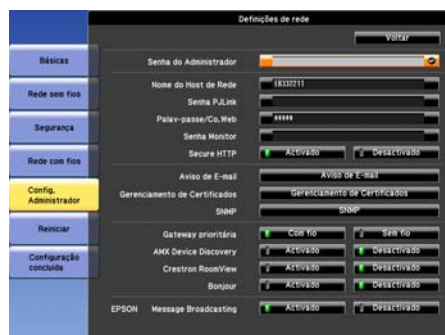 Definições de rede
Voltar
Básicas
Rede sem fios
Segurança
Rede com fios
Config. Administrador
Reiniciar
Configuração concluída
Senha do Administrador
Nome do Host de Rede EB332211
Senha PJLink
Palav-passe/Co.Web *****
Senha Monitor
Secure HTTP Activado Desactivado
Aviso de E-mail Aviso de E-mail
Gerenciamento de Certificados Gerenciamento de Certificados
SNMP SNMP
Gateway prioritária Com fio Sem fio
AMX Device Discovery Activado Desactivado
Crestron RoomView Activado Desactivado
Bonjour Activado Desactivado
EPSON Message Broadcasting Activado Desactivado